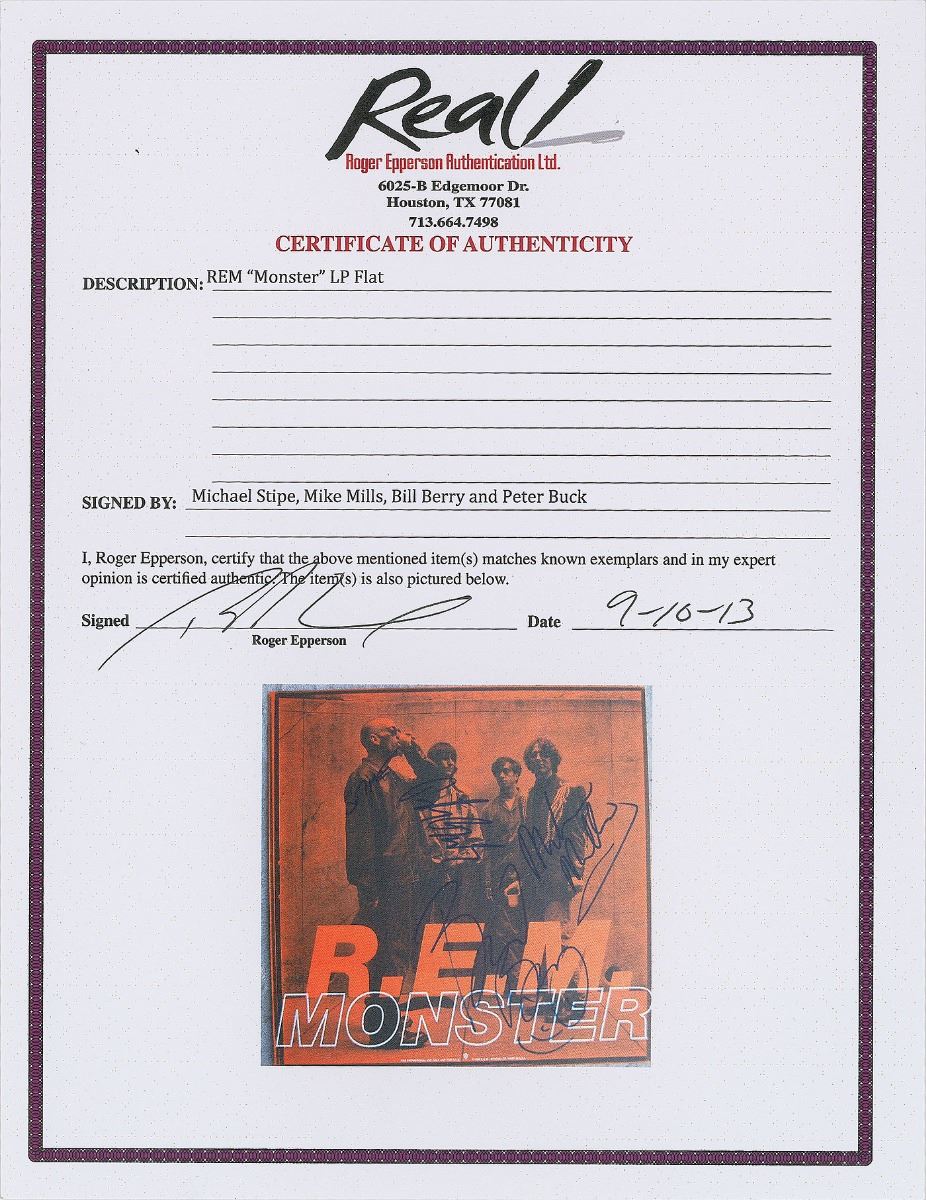 Real!
Roger Epperson Authentication Ltd.
6025-B Edgemoor Dr.
Houston, TX 77081
713.664.7498
CERTIFICATE OF AUTHENTICITY
DESCRIPTION: REM “Monster” LP Flat
SIGNED BY: Michael Stipe, Mike Mills, Bill Berry and Peter Buck
I, Roger Epperson, certify that the above mentioned item(s) matches known exemplars and in my expert
opinion is certified authentic. The item(s) is also pictured below.
Signed Date 9-10-13
Roger Epperson
R.E.M.
MONSTER